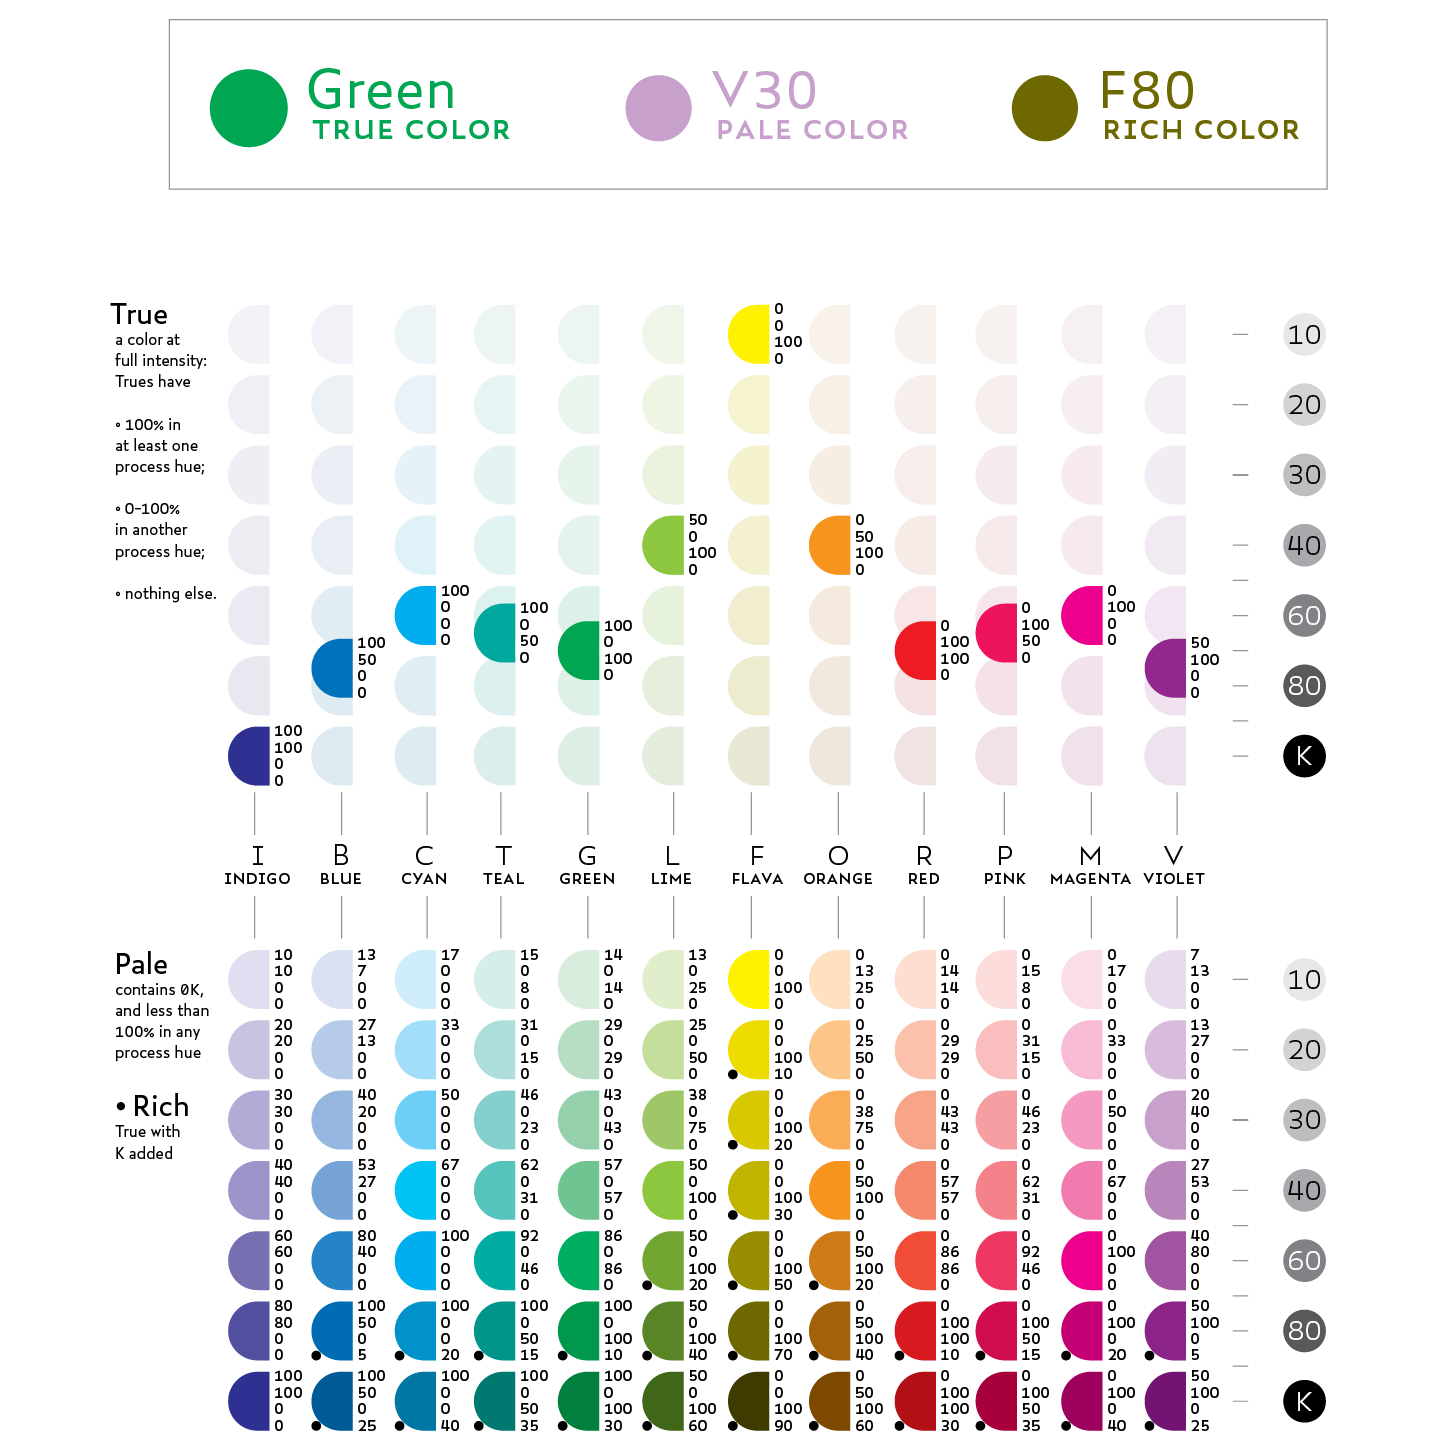 Green
TRUE COLOR
V30
PALE COLOR
F80
RICH COLOR
True
a color at
full intensity:
Trues have
• 100% in
at least one
process hue;
• 0–100%
in another
process hue;
• nothing else.
0
0
100
0
10
20
30
50
0
100
0
0
50
100
0
40
100
0
0
0
100
0
50
0
100
0
100
0
0
100
100
0
0
100
50
0
0
100
0
0
60
100
50
0
0
50
100
0
0
80
100
100
0
0
K
I B C T G L F O R P M V
INDIGO BLUE CYAN TEAL GREEN LIME FLAVA ORANGE RED PINK MAGENTA VIOLET
Pale
contains 0K,
and less than
100% in any
process hue
• Rich
True with
K added
10 13 17 15 14 13 0 0 0 0 0 7
10 7 0 0 0 0 0 13 14 15 17 13
0 0 0 8 14 25 100 25 14 8 0 0
0 0 0 0 0 0 0 0 0 0 0 0
10
20 27 33 31 29 25 0 0 0 0 0 13
20 13 0 0 0 0 0 25 29 31 33 27
0 0 0 15 29 50 100 50 29 15 0 0
0 0 0 0 0 0 10 0 0 0 0 0
20
30 40 50 46 43 38 0 0 0 0 0 20
30 20 0 0 0 0 0 38 43 46 50 40
0 0 0 23 43 75 100 75 43 23 0 0
0 0 0 0 0 0 20 0 0 0 0 0
30
40 53 67 62 57 50 0 0 0 0 0 27
40 27 0 0 0 0 0 50 57 62 67 53
0 0 0 31 57 100 100 100 57 31 0 0
0 0 0 0 0 0 30 0 0 0 0 0
40
60 80 100 92 86 50 0 0 0 0 0 40
60 40 0 0 0 0 0 50 86 92 100 80
0 0 0 46 86 100 100 100 86 46 0 0
0 0 0 0 0 20 50 20 0 0 0 0
60
80 100 100 100 100 50 0 0 0 0 0 50
80 50 0 0 0 0 0 50 100 100 100 100
0 0 0 50 100 100 100 100 100 50 0 0
0 5 20 15 10 40 70 40 10 15 20 5
80
100 100 100 100 100 50 0 0 0 0 0 50
100 50 0 0 0 0 0 50 100 100 100 100
0 0 0 50 100 100 100 100 100 50 0 0
0 25 40 35 30 60 90 60 30 35 40 25
K